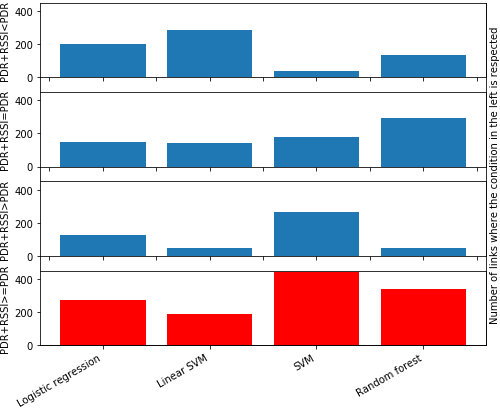 PDR+RSSI<PDR
400
200
0
PDR+RSSI=PDR
400
200
0
PDR+RSSI>PDR
400
200
0
PDR+RSSI>=PDR
400
200
0
Logistic regression
Linear SVM
SVM
Random forest
Number of links where the condition in the left is respected